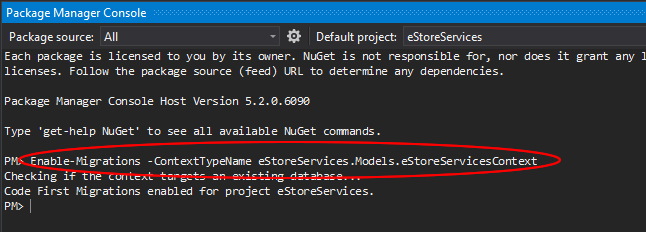 Package Manager Console
Package source: All Default project: eStoreServices
Each package is licensed to you by its owner. NuGet is not responsible for, nor does it grant any l
licenses. Follow the package source (feed) URL to determine any dependencies.
Package Manager Console Host Version 5.2.0.6090
Type 'get-help NuGet' to see all available NuGet commands.
PM> Enable-Migrations -ContextTypeName eStoreServices.Models.eStoreServicesContext
Checking if the context targets an existing database...
Code First Migrations enabled for project eStoreServices.
PM>